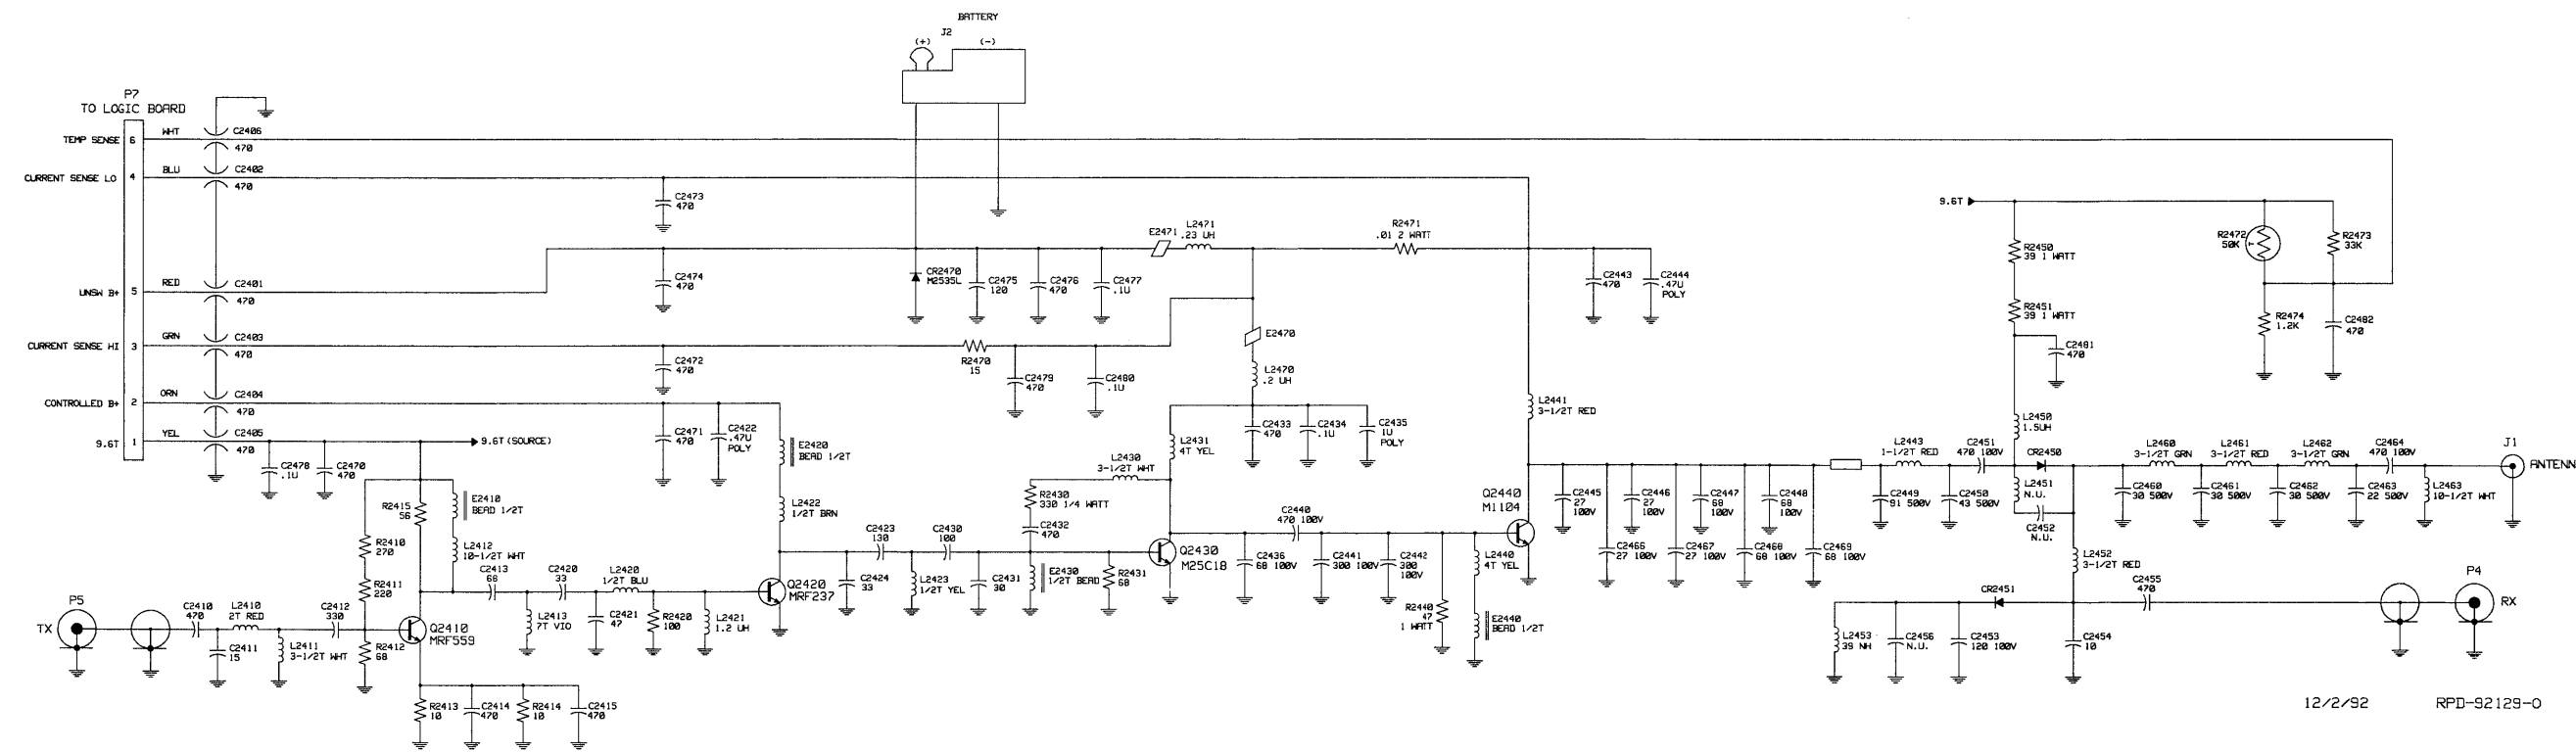 BATTERY
J2
(+)
(-)
P7
TO LOGIC BOARD
TEMP SENSE 6 WHT
C2406
470
CURRENT SENSE LO 4 BLU
C2402
470
UNSW B+ 5 RED
C2401
470
CURRENT SENSE HI 3 GRN
C2403
470
CONTROLLED B+ 2 ORN
C2404
470
9.6T 1 YEL
C2405
470
9.6T (SOURCE)
C2473
470
C2474
470
C2472
470
C2471
470
C2422
.47U
POLY
C2478
.1U
C2470
470
CR2470
M2535L
C2475
120
C2476
470
C2477
.1U
E2471
L2471
.23 UH
R2471
.01 2 WATT
C2443
470
C2444
.47U
POLY
R2470
15
C2479
470
C2480
.1U
E2470
L2470
.2 UH
C2433
470
C2434
.1U
C2435
1U
POLY
E2420
BEAD 1/2T
L2422
1/2T BRN
L2431
4T YEL
L2430
3-1/2T WHT
R2430
330 1/4 WATT
C2432
470
L2441
3-1/2T RED
9.6T
R2450
39 1 WATT
R2451
39 1 WATT
C2481
470
R2472
50K
T
R2473
33K
R2474
1.2K
C2482
470
L2450
1.5UH
R2415
56
E2410
BEAD 1/2T
R2410
270
L2412
10-1/2T WHT
R2411
220
R2412
68
P5
TX
C2410
470
L2410
2T RED
C2411
15
L2411
3-1/2T WHT
C2412
330
Q2410
MRF559
R2413
10
C2414
470
R2414
10
C2415
470
C2413
68
C2420
33
L2420
1/2T BLU
L2413
7T VIO
C2421
47
R2420
100
L2421
1.2 UH
Q2420
MRF237
C2423
130
C2430
100
C2424
33
L2423
1/2T YEL
C2431
30
E2430
1/2T BEAD
R2431
68
Q2430
M25C18
C2440
470 100V
C2436
68 100V
C2441
300 100V
C2442
300
100V
R2440
47
1 WATT
L2440
4T YEL
E2440
BEAD 1/2T
Q2440
M1104
C2445
27
100V
C2446
27
100V
C2447
68
100V
C2448
68
100V
C2466
27 100V
C2467
27 100V
C2468
68 100V
C2469
68 100V
L2443
1-1/2T RED
C2451
470 100V
C2449
91 500V
C2450
43 500V
CR2450
L2451
N.U.
C2452
N.U.
L2460
3-1/2T GRN
L2461
3-1/2T RED
L2462
3-1/2T GRN
C2464
470 100V
J1
ANTENN
C2460
30 500V
C2461
30 500V
C2462
30 500V
C2463
22 500V
L2463
10-1/2T WHT
L2452
3-1/2T RED
CR2451
C2455
470
P4
RX
L2453
39 NH
C2456
N.U.
C2453
120 100V
C2454
10
12/2/92 RPD-92129-O